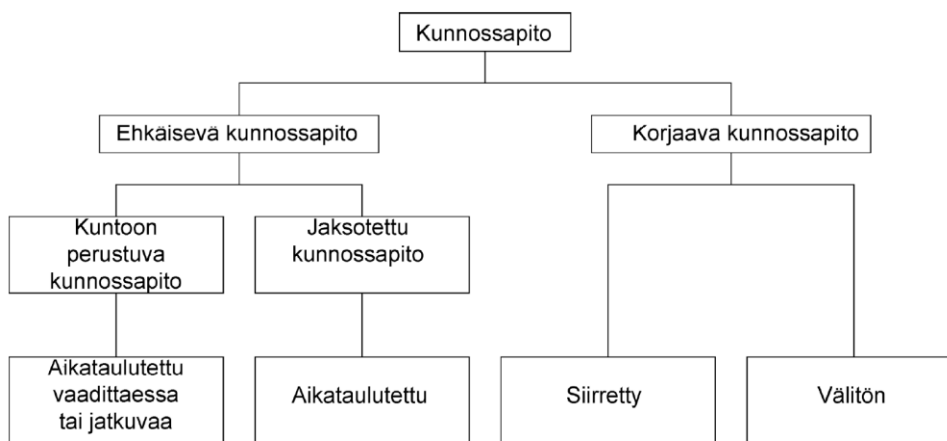 Kunnossapito
Ehkäisevä kunnossapito
Korjaava kunnossapito
Kuntoon
perustuva
kunnossapito
Jaksotettu
kunnossapito
Aikataulutettu
vaadittaessa
tai jatkuvaa
Aikataulutettu
Siirretty
Välitön